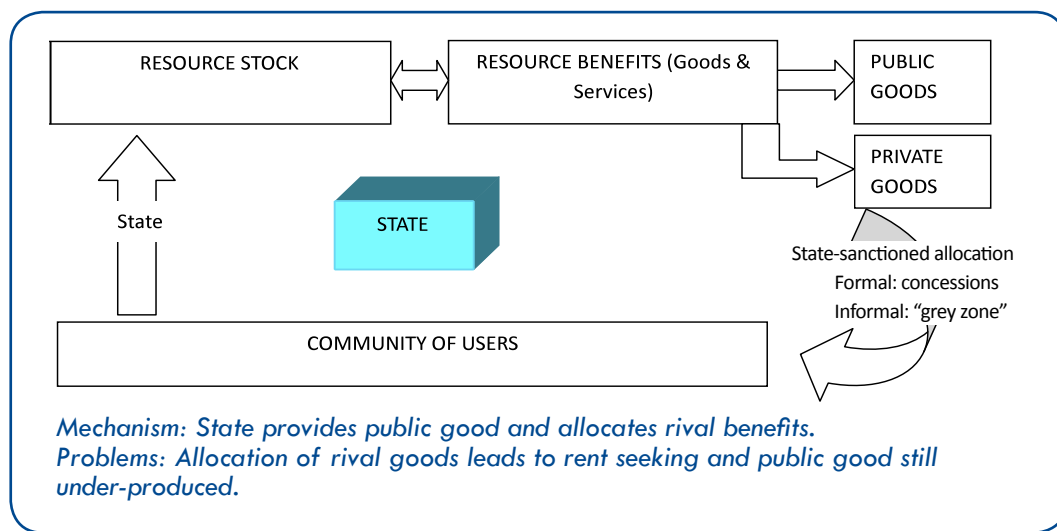 RESOURCE STOCK
RESOURCE BENEFITS (Goods &
Services)
PUBLIC
GOODS
PRIVATE
GOODS
State
STATE
State-sanctioned allocation
Formal: concessions
Informal: “grey zone”
COMMUNITY OF USERS
Mechanism: State provides public good and allocates rival benefits.
Problems: Allocation of rival goods leads to rent seeking and public good still
under-produced.